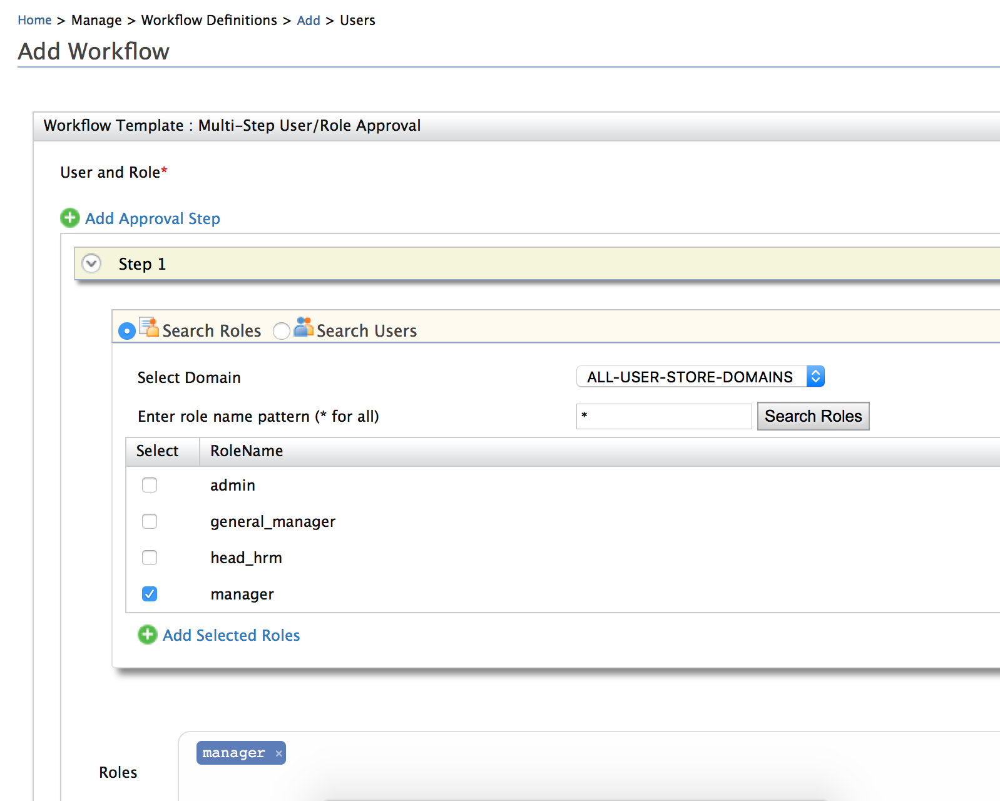 Home > Manage > Workflow Definitions > Add > Users
Add Workflow
Workflow Template : Multi-Step User/Role Approval
User and Role*
Add Approval Step
Step 1
Search Roles Search Users
Select Domain ALL-USER-STORE-DOMAINS
Enter role name pattern (* for all) * Search Roles
Select RoleName
admin
general_manager
head_hrm
manager
Add Selected Roles
manager ×
Roles